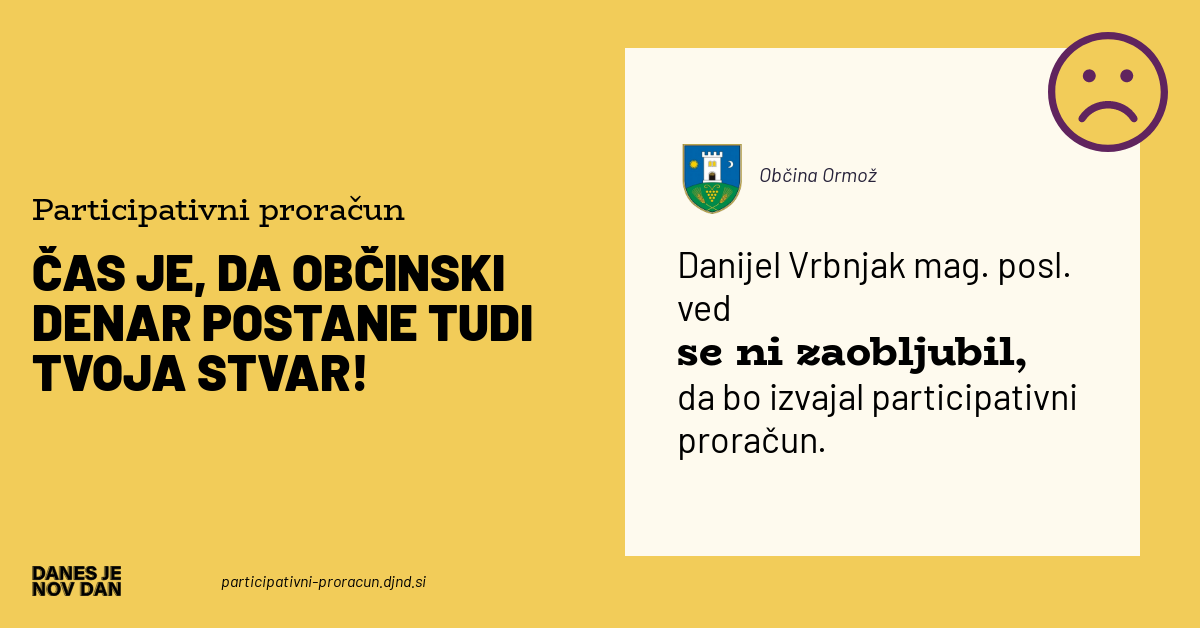 Participativni proračun
ČAS JE, DA OBČINSKI
DENAR POSTANE TUDI
TVOJA STVAR!
Občina Ormož
Danijel Vrbnjak mag. posl.
ved
se ni zaobljubil,
da bo izvajal participativni
proračun.
DANES JE
NOV DAN
participativni-proracun.djnd.si